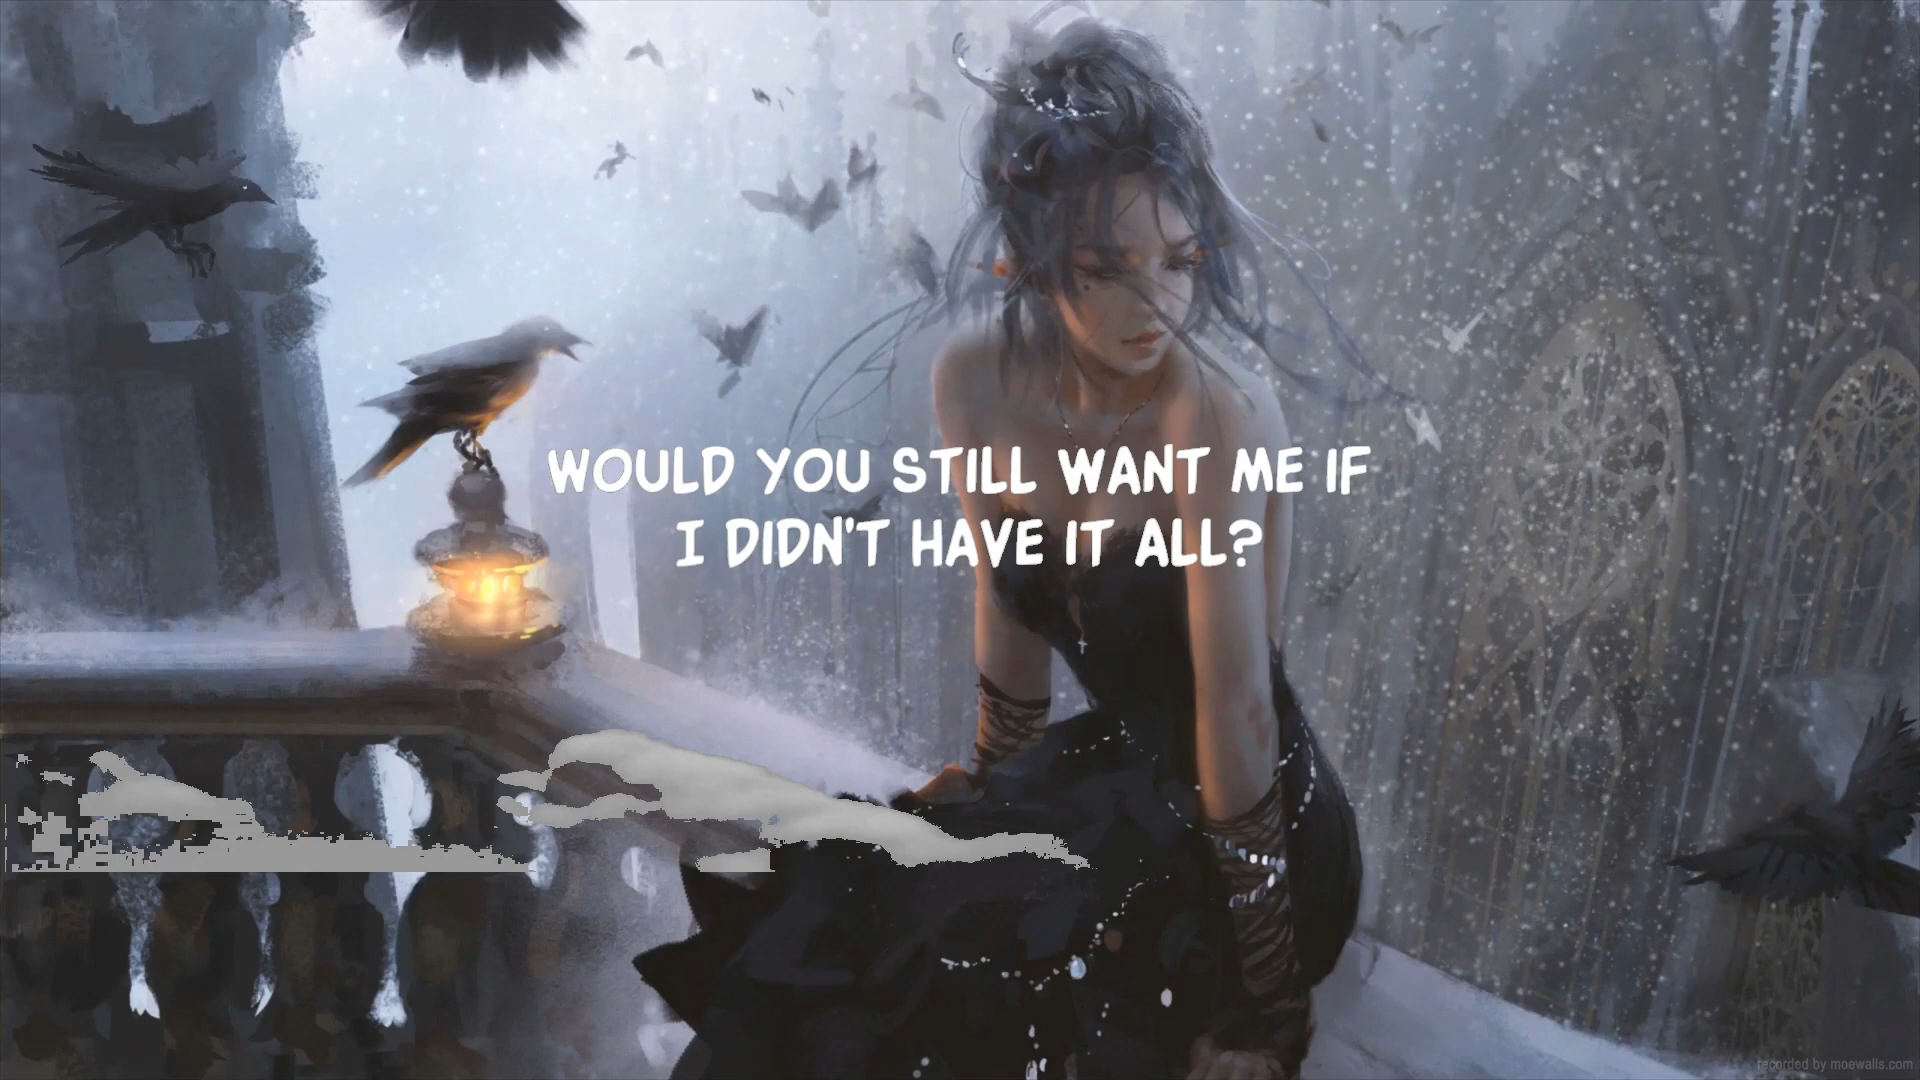 WOULD YOU STILL WANT ME IF
I DIDN'T HAVE IT ALL?
recorded by moewalls.com